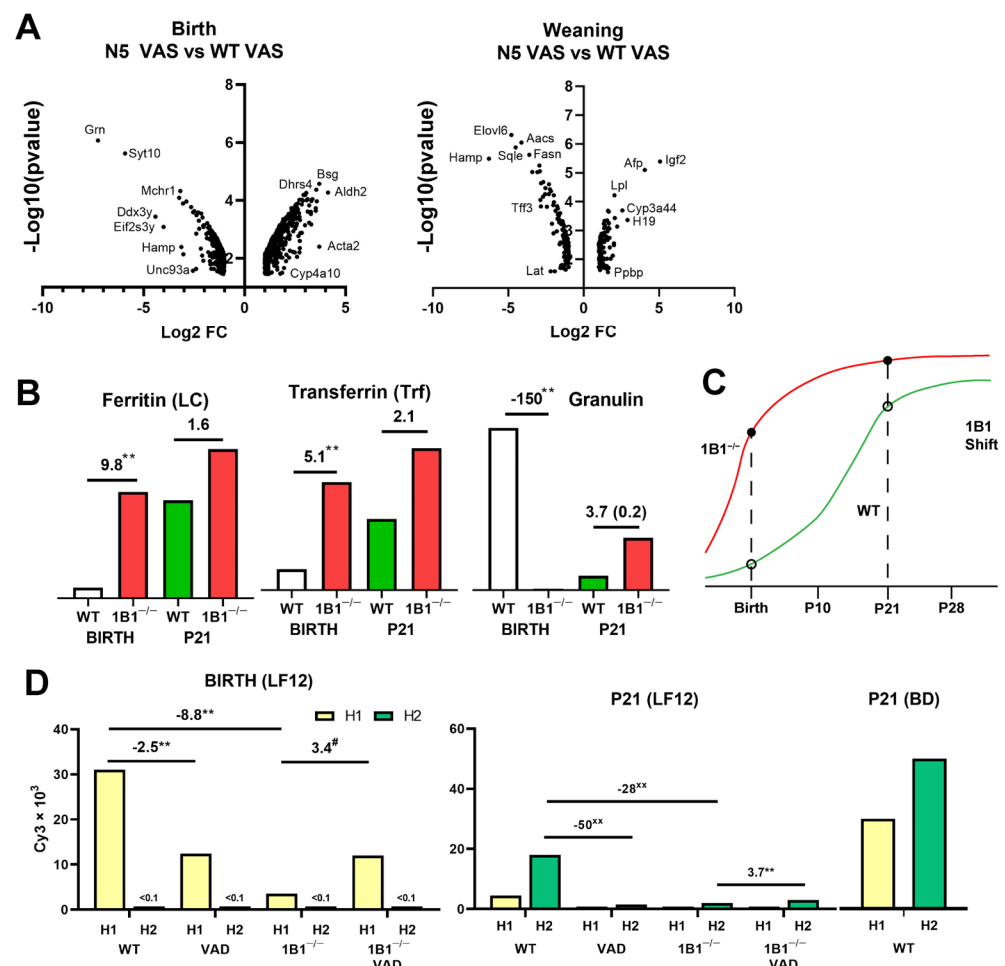 A
Birth
N5 VAS vs WT VAS
-Log10(pvalue)
8
6
4
2
-10
-5
0
5
Log2 FC
Grn
Syt10
Mchr1
Ddx3y
Eif2s3y
Hamp
Unc93a
Bsg
Dhrs4
Aldh2
Acta2
Cyp4a10
Weaning
N5 VAS vs WT VAS
-Log10(pvalue)
8
7
6
5
4
3
2
-10
-5
0
5
10
Log2 FC
Elovl6
Aacs
Hamp
Sqle
Fasn
Tff3
Lat
Afp
Igf2
Lpl
Cyp3a44
H19
Ppbp
B
Ferritin (LC)
1.6
9.8**
WT 1B1−/− WT 1B1−/−
BIRTH P21
Transferrin (Trf)
2.1
5.1**
WT 1B1−/− WT 1B1−/−
BIRTH P21
-150**
Granulin
3.7 (0.2)
WT 1B1−/− WT 1B1−/−
BIRTH P21
C
1B1−/−
1B1
Shift
WT
Birth P10 P21 P28
D
BIRTH (LF12)
H1 H2
Cy3 × 10³
40
30
20
10
0
-8.8**
-2.5**
3.4#
<0.1 <0.1 <0.1 <0.1
H1 H2 H1 H2 H1 H2 H1 H2
WT VAD 1B1−/− 1B1−/−
VAD
P21 (LF12)
60
40
20
0
-28xx
-50xx
3.7**
H1 H2 H1 H2 H1 H2 H1 H2
WT VAD 1B1−/− 1B1−/−
VAD
P21 (BD)
H1 H2
WT